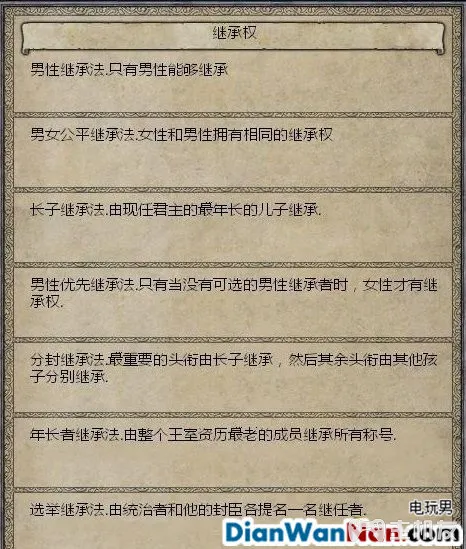 继承权
男性继承法.只有男性能够继承
男女公平继承法.女性和男性拥有相同的继承权
长子继承法.由现任君主的最年长的儿子继承.
男性优先继承法.只有当没有可选的男性继承者时，女性才有继
承权.
分封继承法.最重要的头衔由长子继承，然后其余头衔由其他孩
子分别继承.
年长者继承法.由整个王室资历最老的成员继承所有称号.
选举继承法.由统治者和他的封臣各提名一名继任者.
电玩男
DianWanNan.com